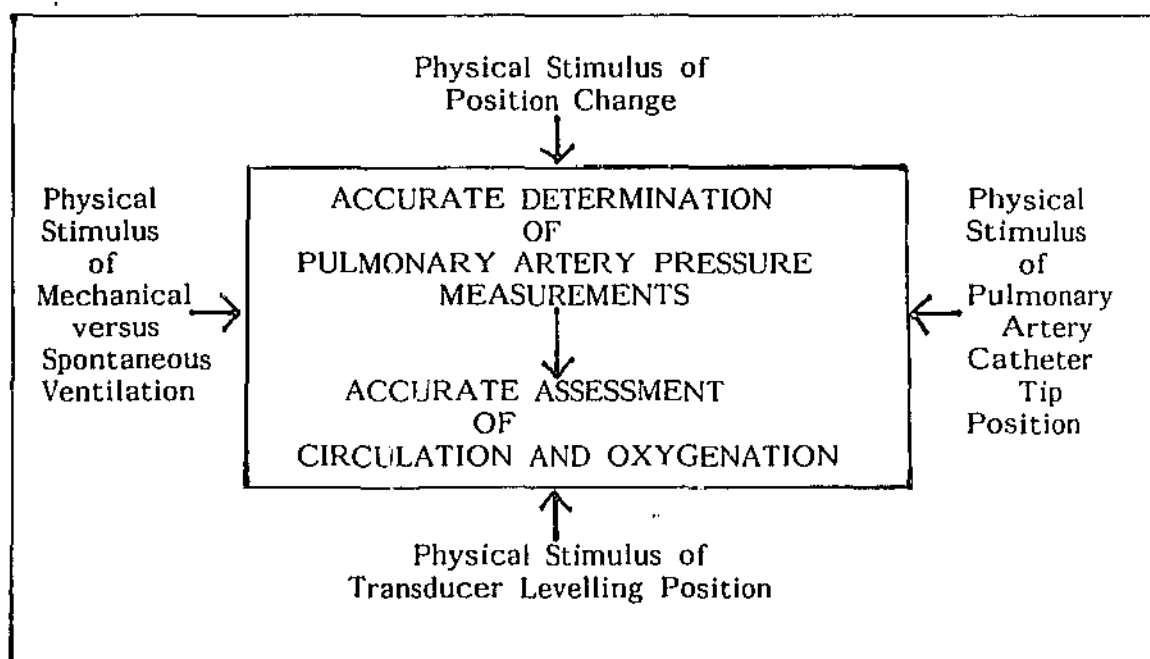 Physical Stimulus of
Position Change
Physical
Stimulus
of
Mechanical
versus
Spontaneous
Ventilation
ACCURATE DETERMINATION
OF
PULMONARY ARTERY PRESSURE
MEASUREMENTS
ACCURATE ASSESSMENT
OF
CIRCULATION AND OXYGENATION
Physical
Stimulus
of
Pulmonary
Artery
Catheter
Tip
Position
Physical Stimulus of
Transducer Levelling Position